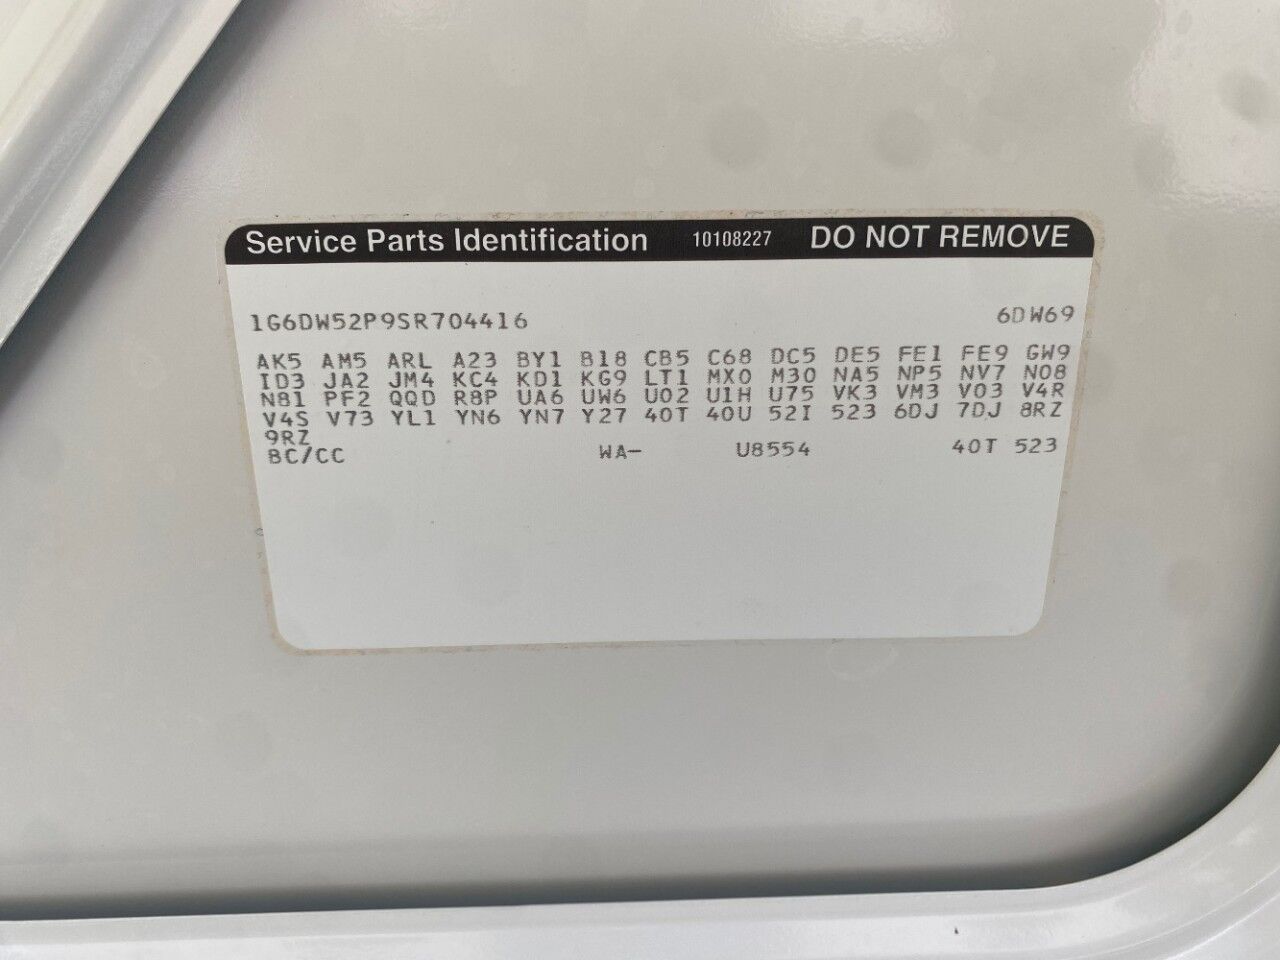 Service Parts Identification 10108227 DO NOT REMOVE
1G6DW52P9SR704416 6DW69
AK5 AM5 ARL A23 BY1 B18 CB5 C68 DC5 DE5 FE1 FE9 GW9
ID3 JA2 JM4 KC4 KD1 KG9 LT1 MX0 M30 NA5 NP5 NV7 N08
N81 PF2 QQD R8P UA6 UW6 U02 U1H U75 VK3 VM3 V03 V4R
V4S V73 YL1 YN6 YN7 Y27 40T 40U 52I 523 6DJ 7DJ 8RZ
9RZ
BC/CC WA- U8554 40T 523